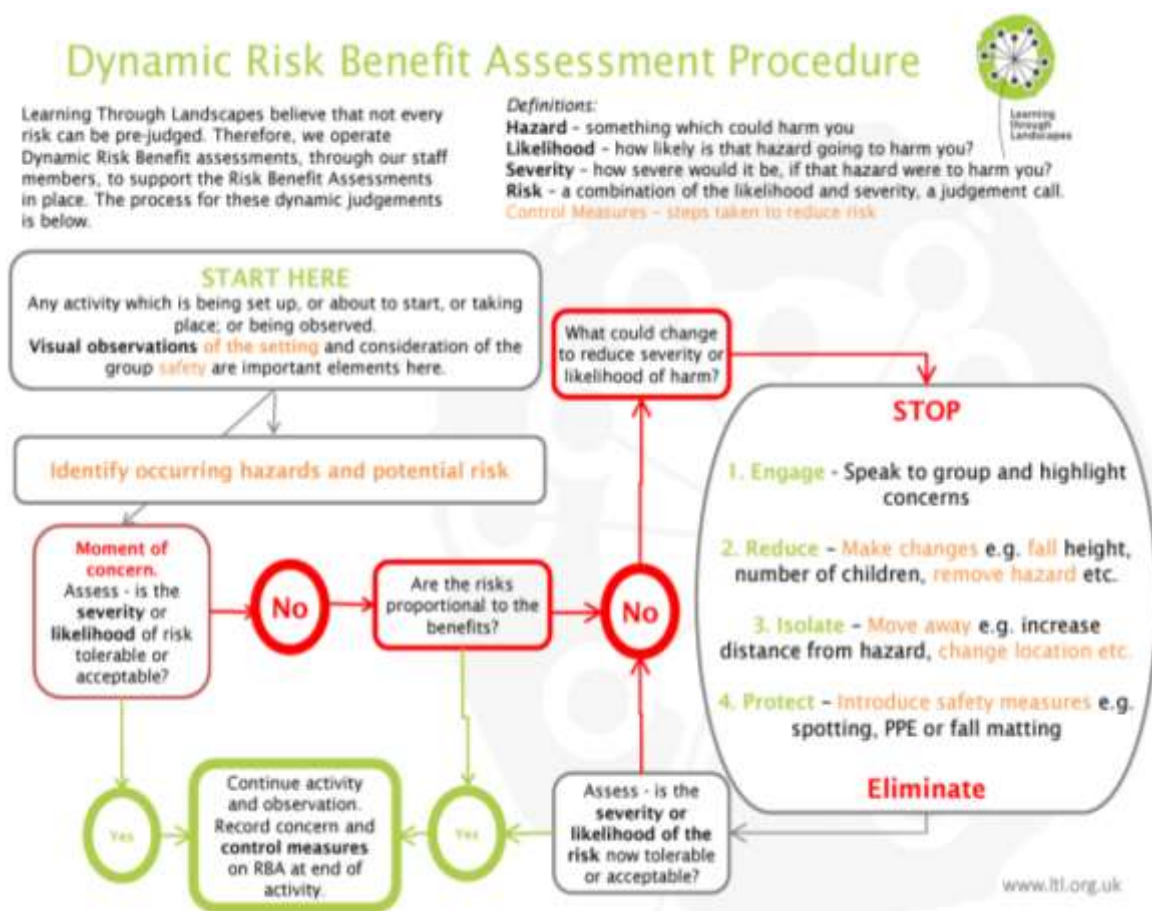 Dynamic Risk Benefit Assessment Procedure
Learning
through
Landscapes
Learning Through Landscapes believe that not every
risk can be pre-judged. Therefore, we operate
Dynamic Risk Benefit assessments, through our staff
members, to support the Risk Benefit Assessments
in place. The process for these dynamic judgements
is below.
Definitions:
Hazard – something which could harm you
Likelihood – how likely is that hazard going to harm you?
Severity – how severe would it be, if that hazard were to harm you?
Risk – a combination of the likelihood and severity, a judgement call.
Control Measures – steps taken to reduce risk
START HERE
Any activity which is being set up, or about to start, or taking
place; or being observed.
Visual observations of the setting and consideration of the
group safety are important elements here.
Identify occurring hazards and potential risk
Moment of
concern.
Assess - is the
severity or
likelihood of risk
tolerable or
acceptable?
No
Are the risks
proportional to the
benefits?
No
What could change
to reduce severity or
likelihood of harm?
STOP
1. Engage - Speak to group and highlight
concerns
2. Reduce – Make changes e.g. fall height,
number of children, remove hazard etc.
3. Isolate – Move away e.g. increase
distance from hazard, change location etc.
4. Protect – Introduce safety measures e.g.
spotting, PPE or fall matting
Eliminate
Assess - is the
severity or
likelihood of the
risk now tolerable
or acceptable?
Yes
Continue activity
and observation.
Record concern and
control measures
on RBA at end of
activity.
Yes
www.ltl.org.uk